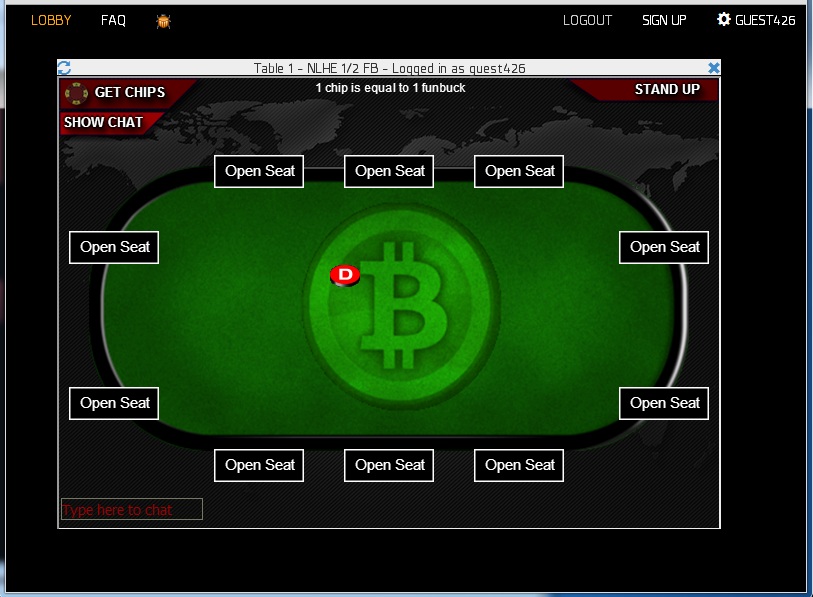 LOBBY FAQ LOGOUT SIGN UP GUEST426
Table 1 - NLHE 1/2 FB - Logged in as guest426
GET CHIPS 1 chip is equal to 1 funbuck STAND UP
SHOW CHAT
Open Seat Open Seat Open Seat
Open Seat Open Seat
D
Open Seat Open Seat
Open Seat Open Seat Open Seat
Type here to chat